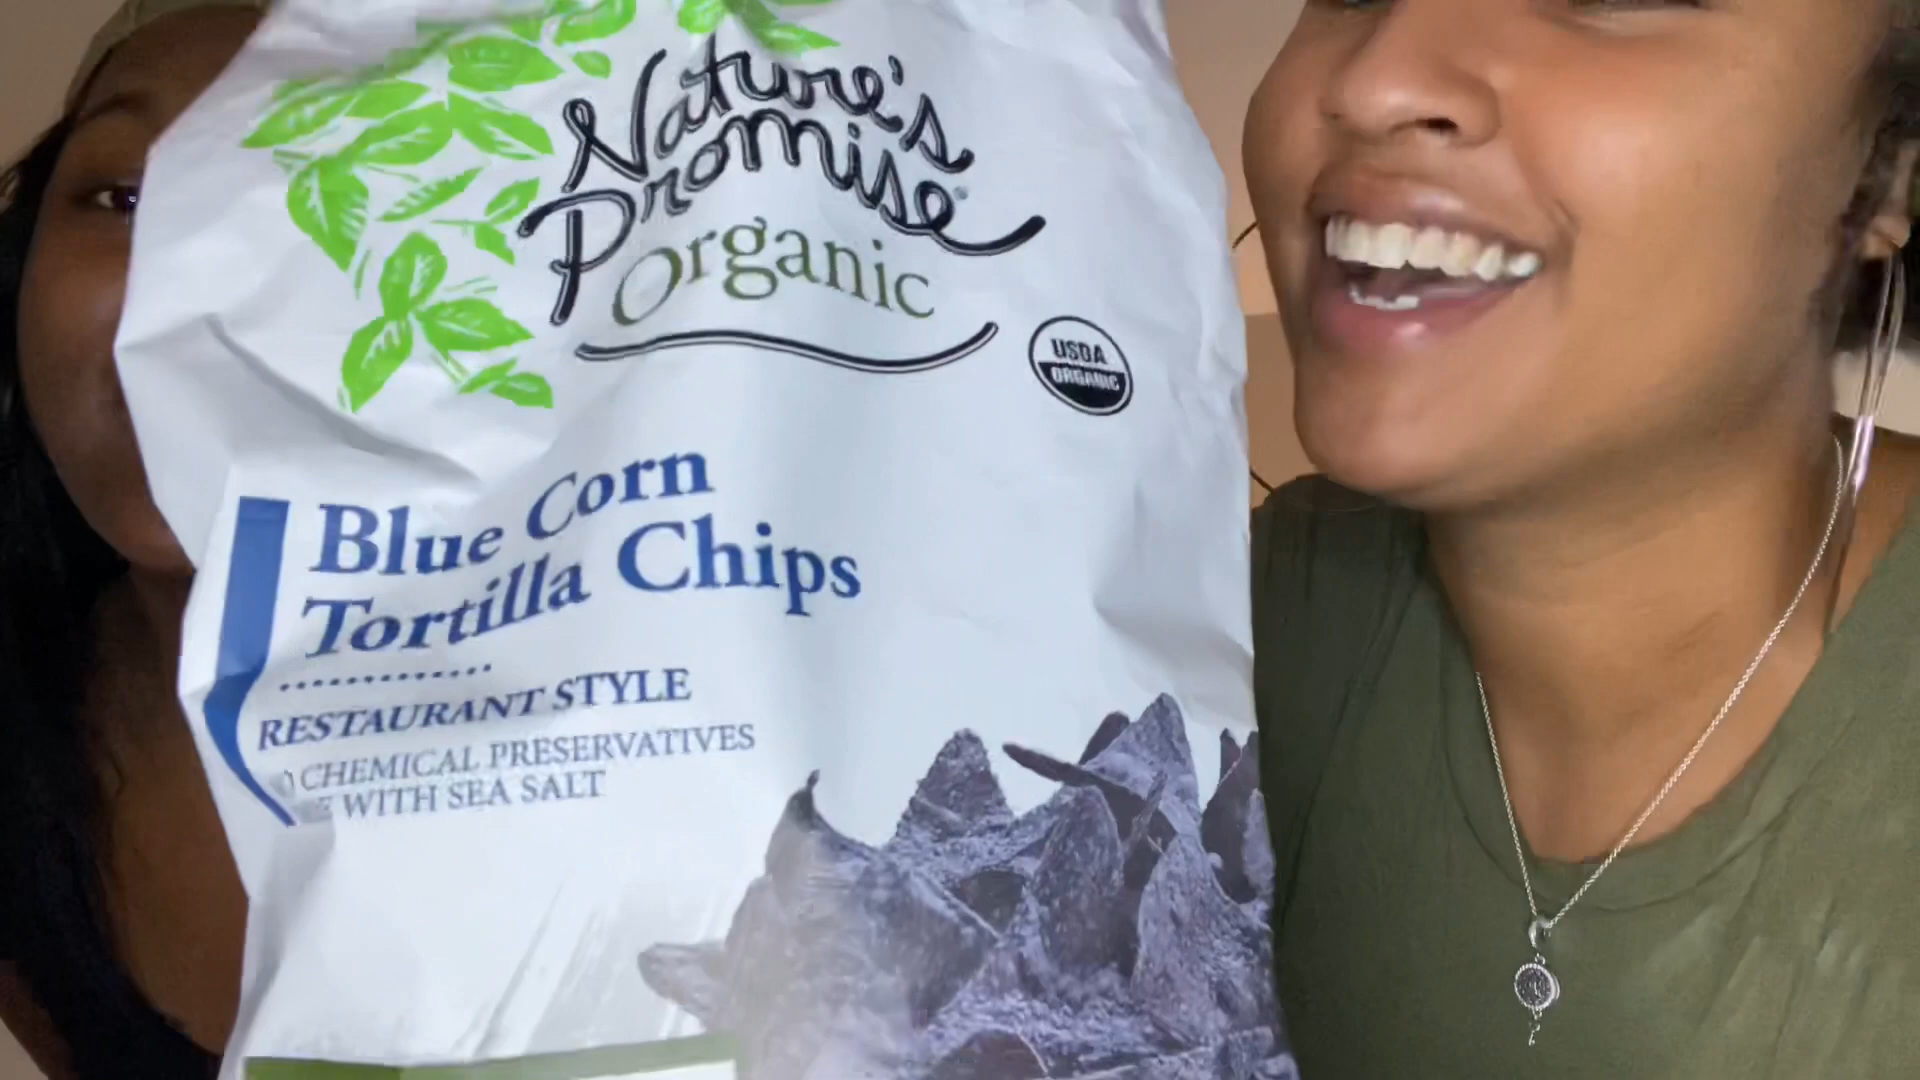 Nature's
Promise®
Organic
USDA
ORGANIC
Blue Corn
Tortilla Chips
RESTAURANT STYLE
CHEMICAL PRESERVATIVES
WITH SEA SALT